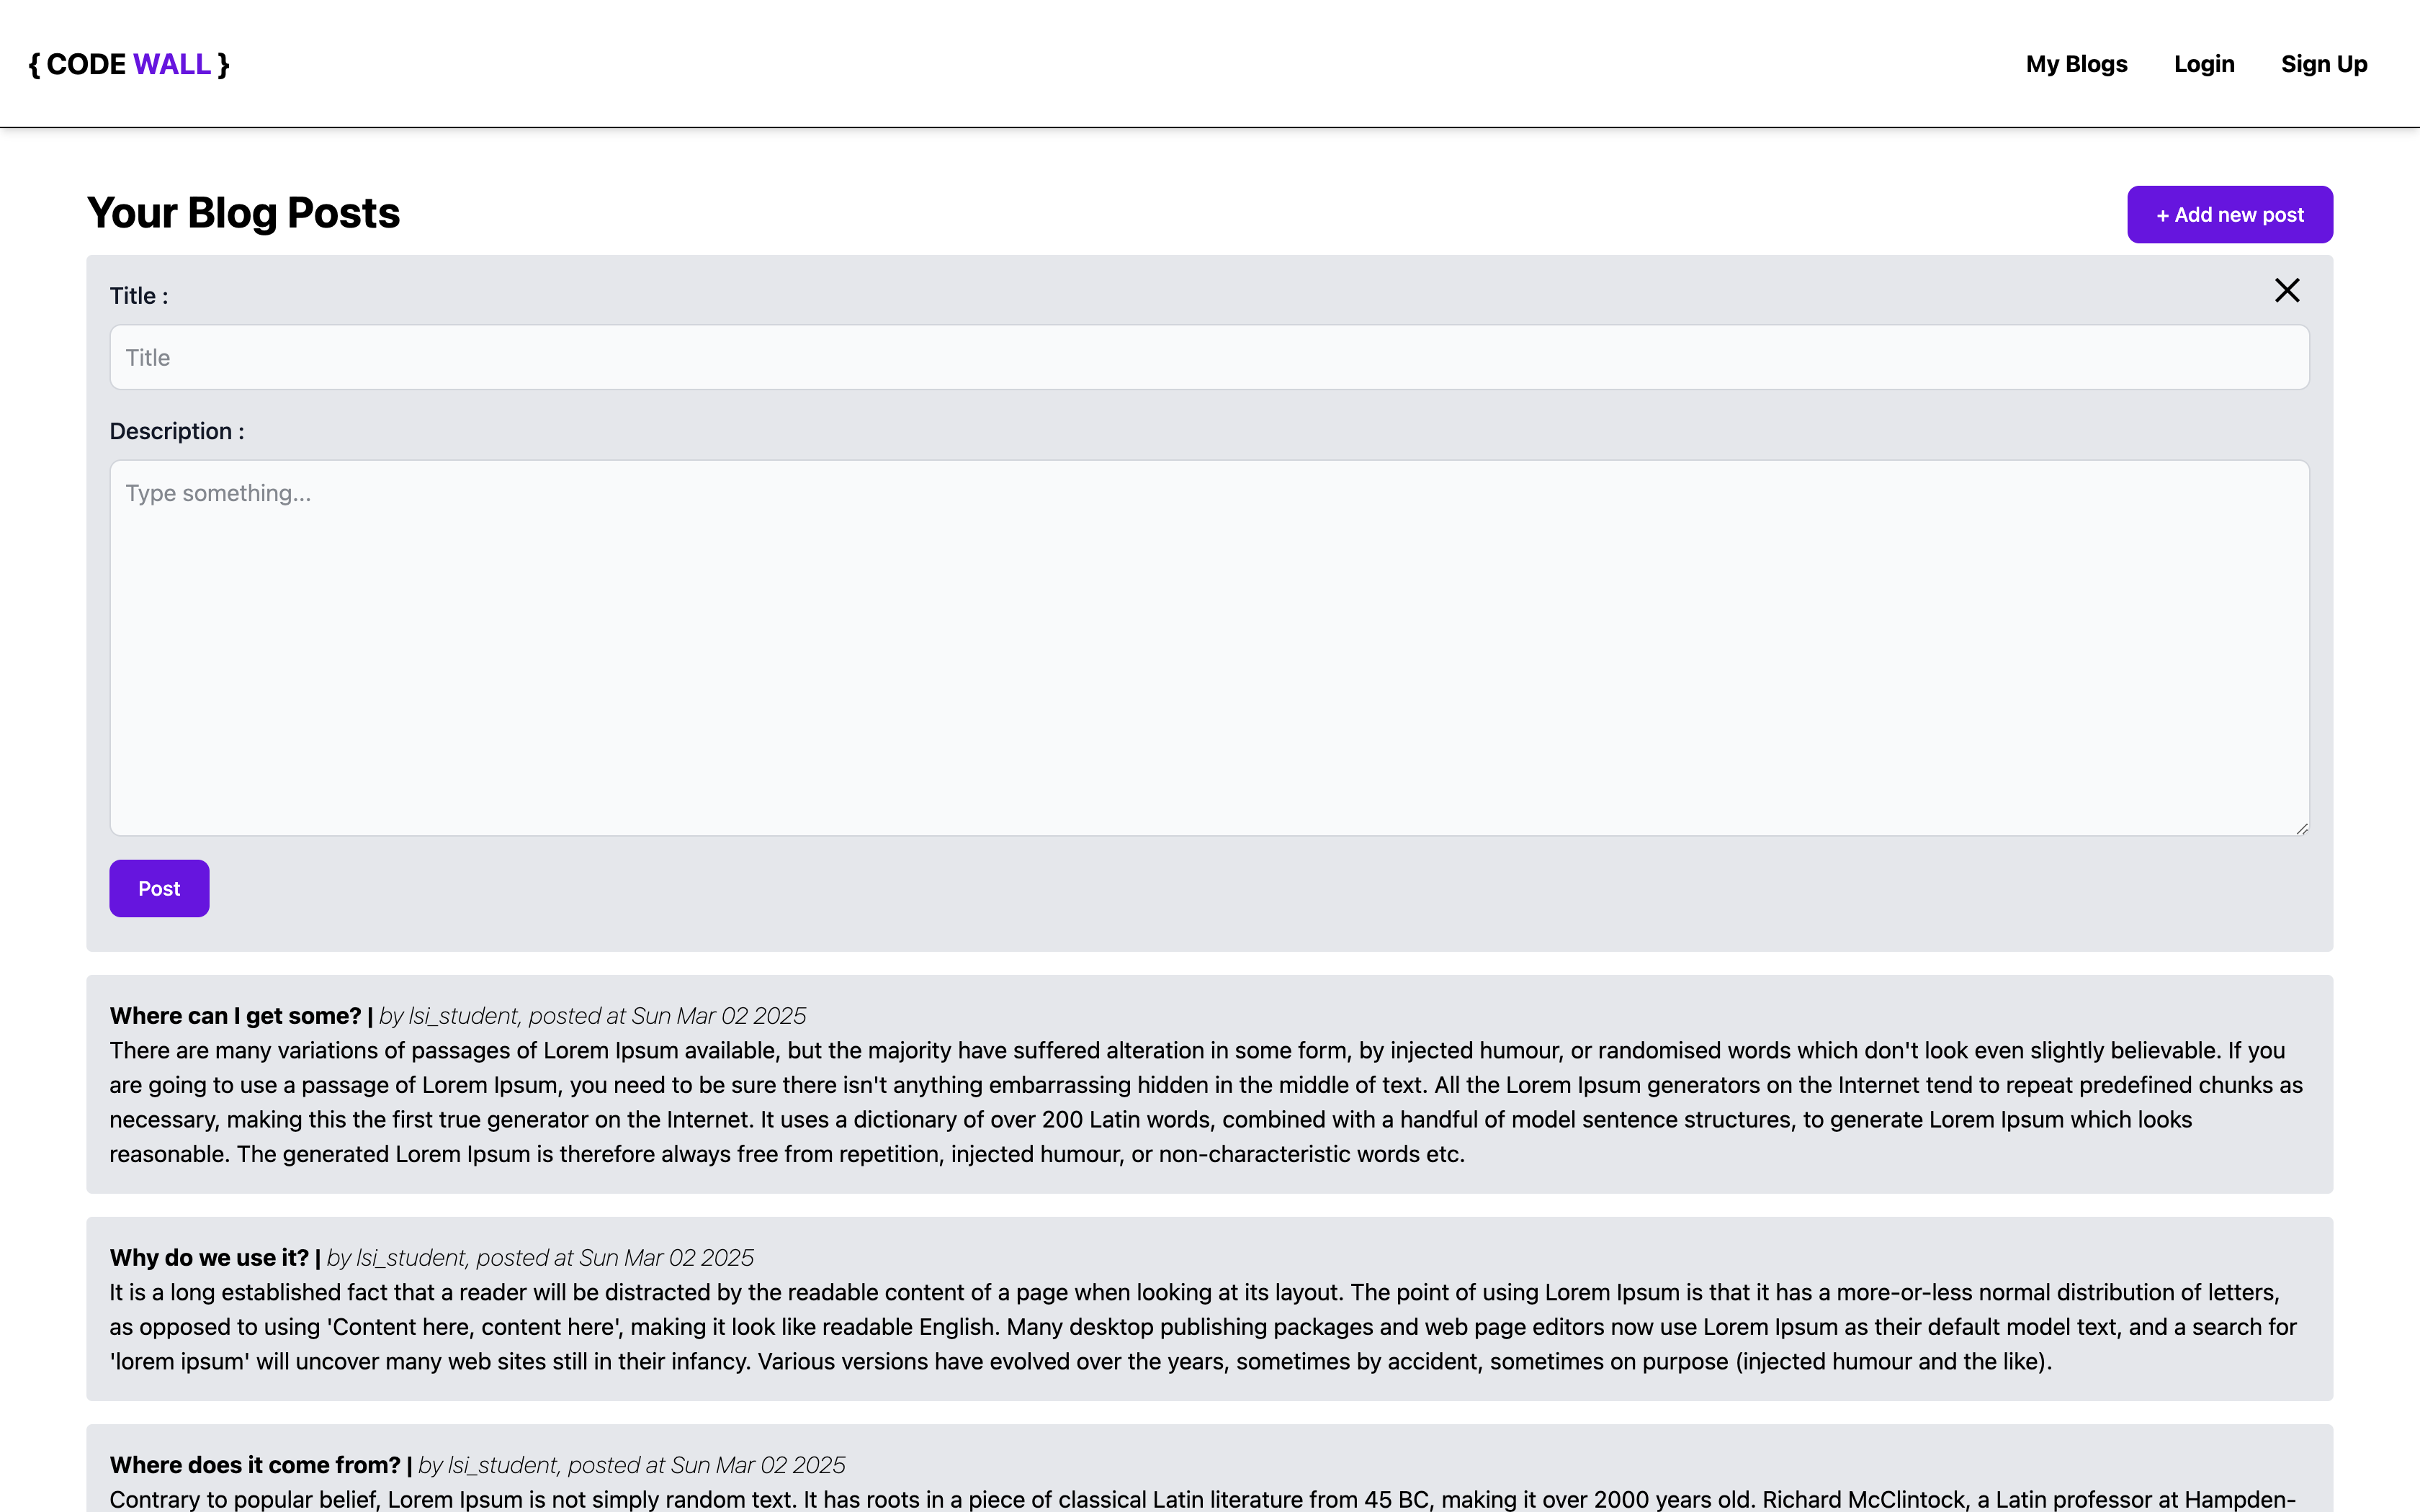 { CODE WALL }
My Blogs
Login
Sign Up
Your Blog Posts
+ Add new post
Title :
Title
Description :
Type something...
Post
Where can I get some? | by lsi_student, posted at Sun Mar 02 2025
There are many variations of passages of Lorem Ipsum available, but the majority have suffered alteration in some form, by injected humour, or randomised words which don't look even slightly believable. If you
are going to use a passage of Lorem Ipsum, you need to be sure there isn't anything embarrassing hidden in the middle of text. All the Lorem Ipsum generators on the Internet tend to repeat predefined chunks as
necessary, making this the first true generator on the Internet. It uses a dictionary of over 200 Latin words, combined with a handful of model sentence structures, to generate Lorem Ipsum which looks
reasonable. The generated Lorem Ipsum is therefore always free from repetition, injected humour, or non-characteristic words etc.
Why do we use it? | by lsi_student, posted at Sun Mar 02 2025
It is a long established fact that a reader will be distracted by the readable content of a page when looking at its layout. The point of using Lorem Ipsum is that it has a more-or-less normal distribution of letters,
as opposed to using 'Content here, content here', making it look like readable English. Many desktop publishing packages and web page editors now use Lorem Ipsum as their default model text, and a search for
'lorem ipsum' will uncover many web sites still in their infancy. Various versions have evolved over the years, sometimes by accident, sometimes on purpose (injected humour and the like).
Where does it come from? | by lsi_student, posted at Sun Mar 02 2025
Contrary to popular belief, Lorem Ipsum is not simply random text. It has roots in a piece of classical Latin literature from 45 BC, making it over 2000 years old. Richard McClintock, a Latin professor at Hampden-